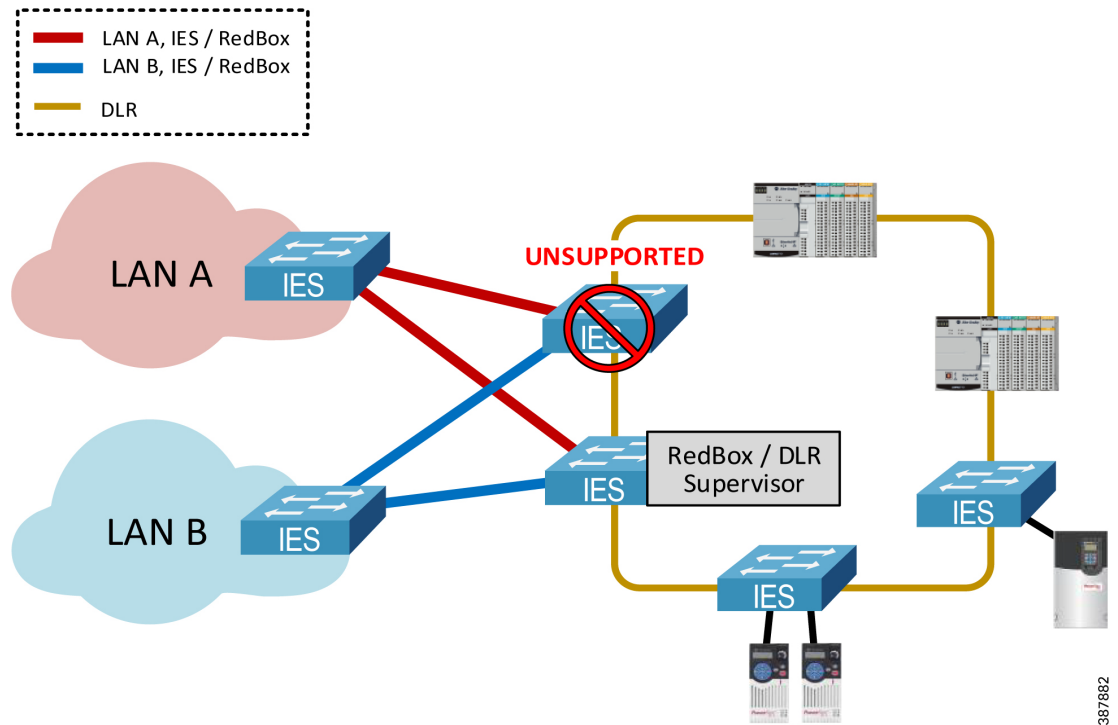 LAN A, IES / RedBox
LAN B, IES / RedBox
DLR
UNSUPPORTED
LAN A
IES
IES
RedBox / DLR
Supervisor
IES
LAN B
IES
IES
IES
387882